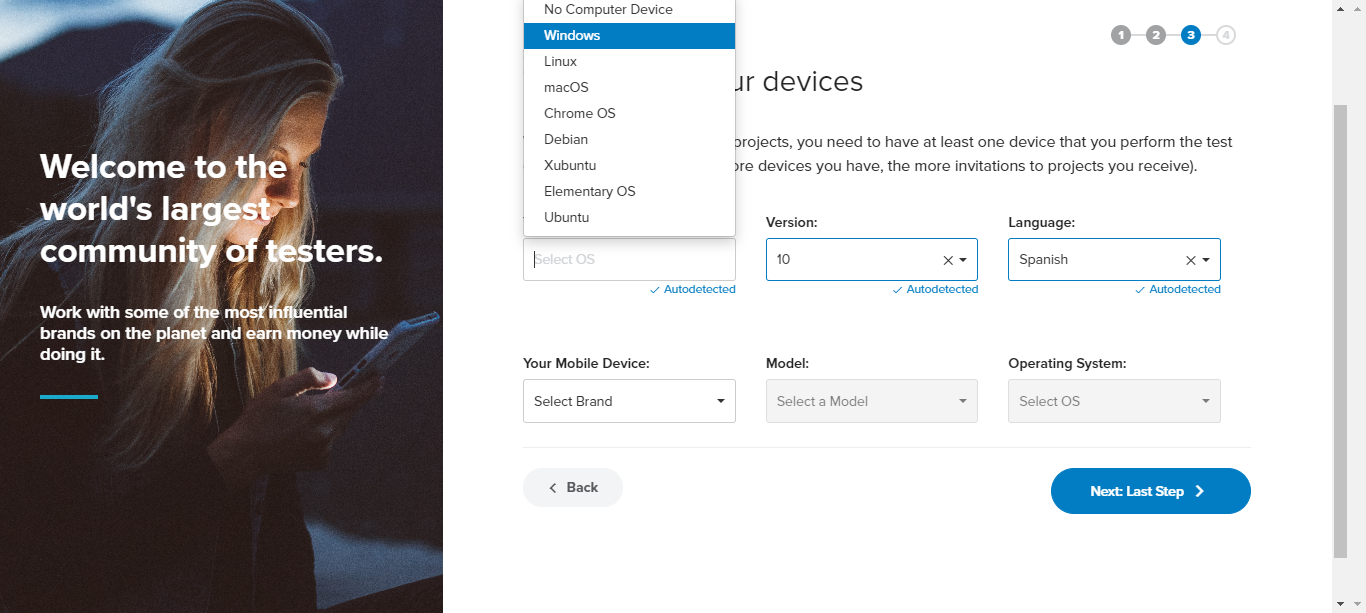 Welcome to the
world's largest
community of testers.
Work with some of the most influential
brands on the planet and earn money while
doing it.
1
2
3
4
ur devices
projects, you need to have at least one device that you perform the test
ore devices you have, the more invitations to projects you receive).
No Computer Device
Windows
Linux
macOS
Chrome OS
Debian
Xubuntu
Elementary OS
Ubuntu
Version:
Language:
Select OS
10
Spanish
Autodetected
Autodetected
Autodetected
Your Mobile Device:
Model:
Operating System:
Select Brand
Select a Model
Select OS
Back
Next: Last Step